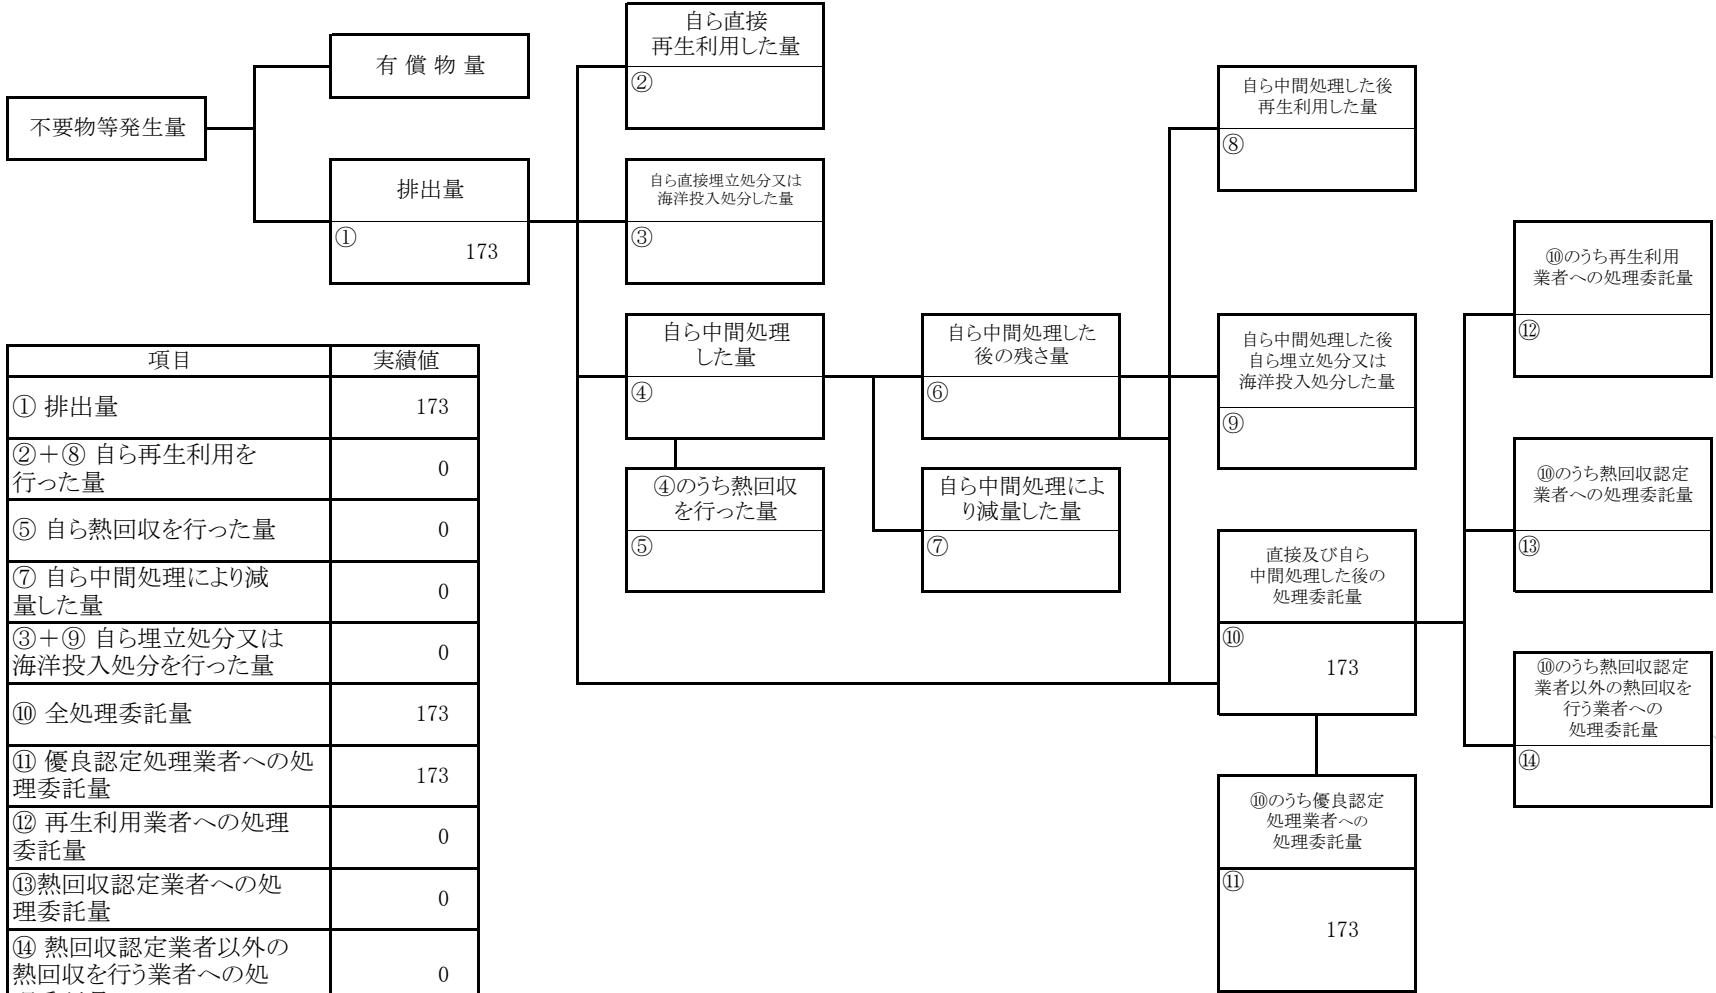 不要物等発生量
有 償 物 量
排出量
①
173
自ら直接
再生利用した量
②
自ら直接埋立処分又は
海洋投入処分した量
③
自ら中間処理
した量
④
④のうち熱回収
を行った量
⑤
自ら中間処理した
後の残さ量
⑥
自ら中間処理によ
り減量した量
⑦
自ら中間処理した後
再生利用した量
⑧
自ら中間処理した後
自ら埋立処分又は
海洋投入処分した量
⑨
直接及び自ら
中間処理した後の
処理委託量
⑩
173
⑩のうち優良認定
処理業者への
処理委託量
⑪
173
⑩のうち再生利用
業者への処理委託量
⑫
⑩のうち熱回収認定
業者への処理委託量
⑬
⑩のうち熱回収認定
業者以外の熱回収を
行う業者への
処理委託量
⑭
項目 実績値
① 排出量 173
②＋⑧ 自ら再生利用を
行った量 0
⑤ 自ら熱回収を行った量 0
⑦ 自ら中間処理により減
量した量 0
③＋⑨ 自ら埋立処分又は
海洋投入処分を行った量 0
⑩ 全処理委託量 173
⑪ 優良認定処理業者への処
理委託量 173
⑫ 再生利用業者への処理
委託量 0
⑬熱回収認定業者への処
理委託量 0
⑭ 熱回収認定業者以外の
熱回収を行う業者への処 0